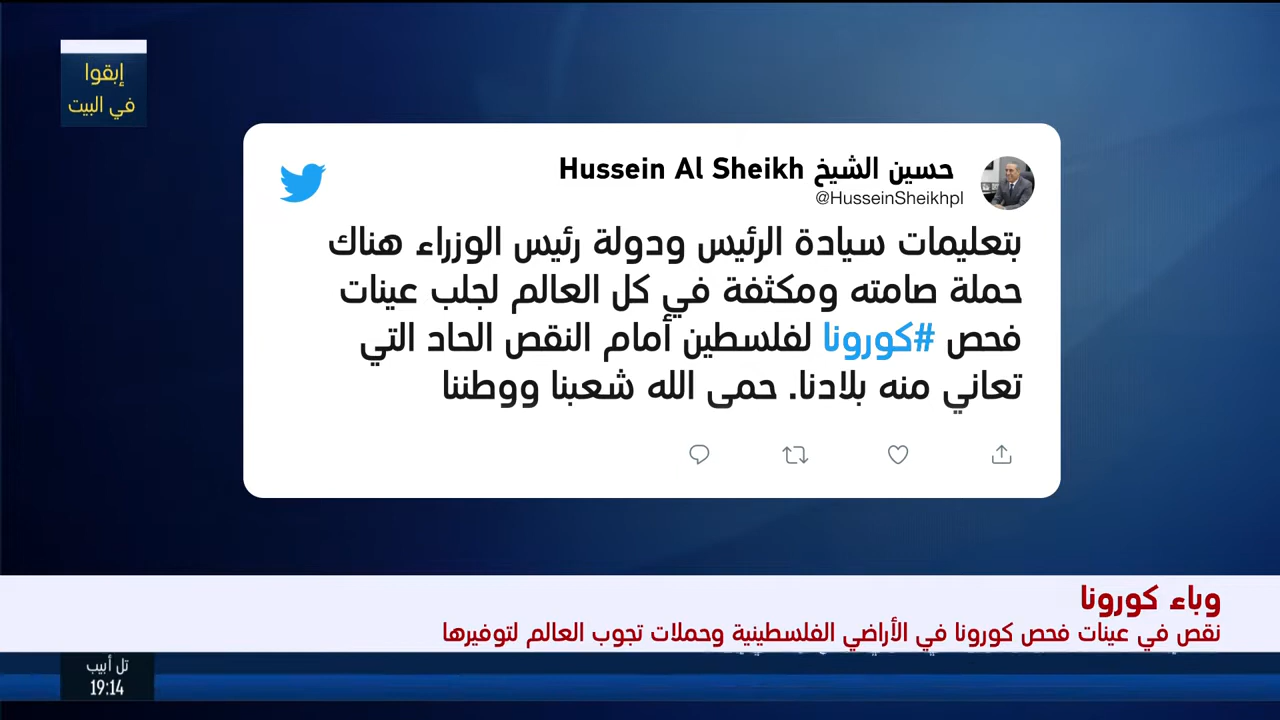 إبقوا
في البيت
حسين الشيخ Hussein Al Sheikh
@HusseinSheikhpl
بتعليمات سيادة الرئيس ودولة رئيس الوزراء هناك
حملة صامته ومكثفة في كل العالم لجلب عينات
فحص #كورونا لفلسطين أمام النقص الحاد التي
تعاني منه بلادنا. حمى الله شعبنا ووطننا
وباء كورونا
نقص في عينات فحص كورونا في الأراضي الفلسطينية وحملات تجوب العالم لتوفيرها
تل أبيب
19:14